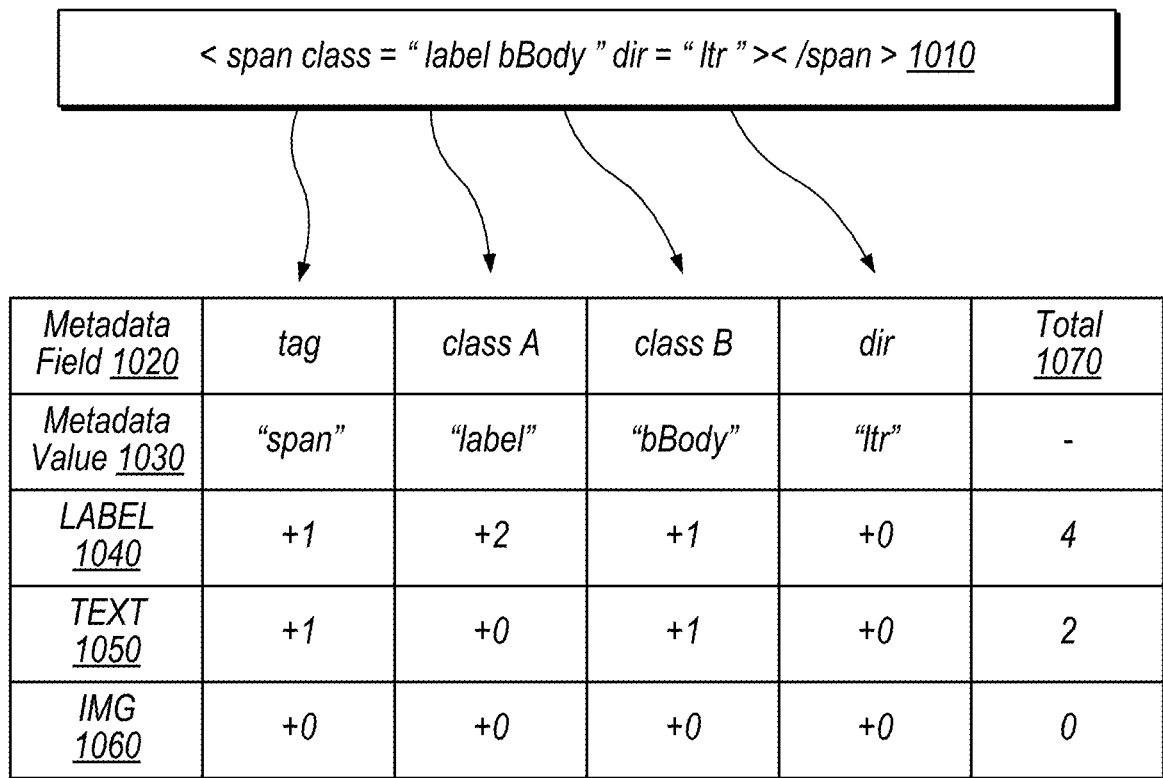 < span class = “ label bBody ” dir = “ ltr ” >< /span > 1010
Metadata
Field 1020
tag
class A
class B
dir
Total
1070
Metadata
Value 1030
“span”
“label”
“bBody”
“ltr”
-
LABEL
1040
+1
+2
+1
+0
4
TEXT
1050
+1
+0
+1
+0
2
IMG
1060
+0
+0
+0
+0
0